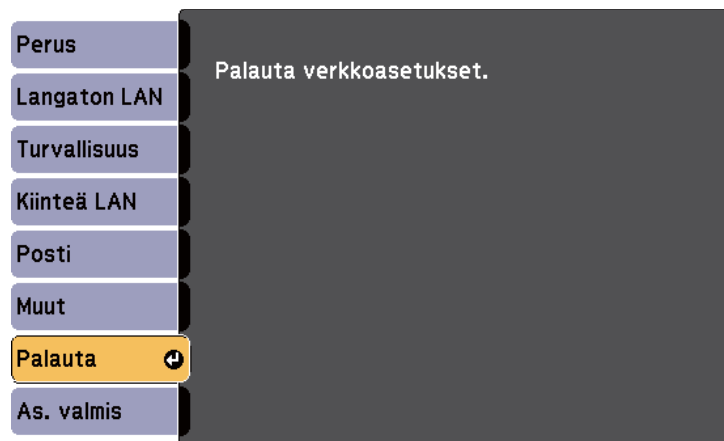 Perus
Langaton LAN
Turvallisuus
Kiinteä LAN
Posti
Muut
Palauta
As. valmis
Palauta verkkoasetukset.